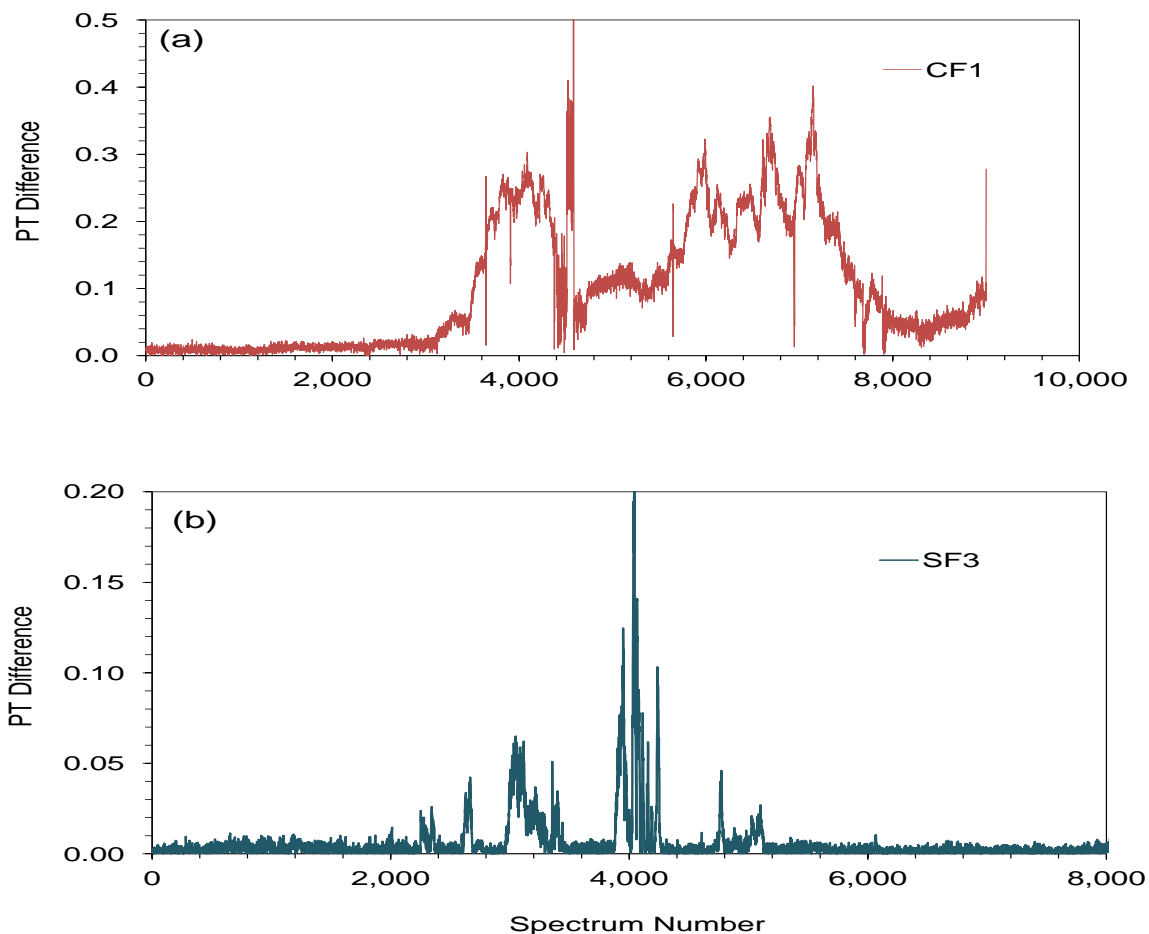 (a)
CF1
PT Difference
0.5
0.4
0.3
0.2
0.1
0.0
0 2,000 4,000 6,000 8,000 10,000
(b)
SF3
PT Difference
0.20
0.15
0.10
0.05
0.00
0 2,000 4,000 6,000 8,000
Spectrum Number